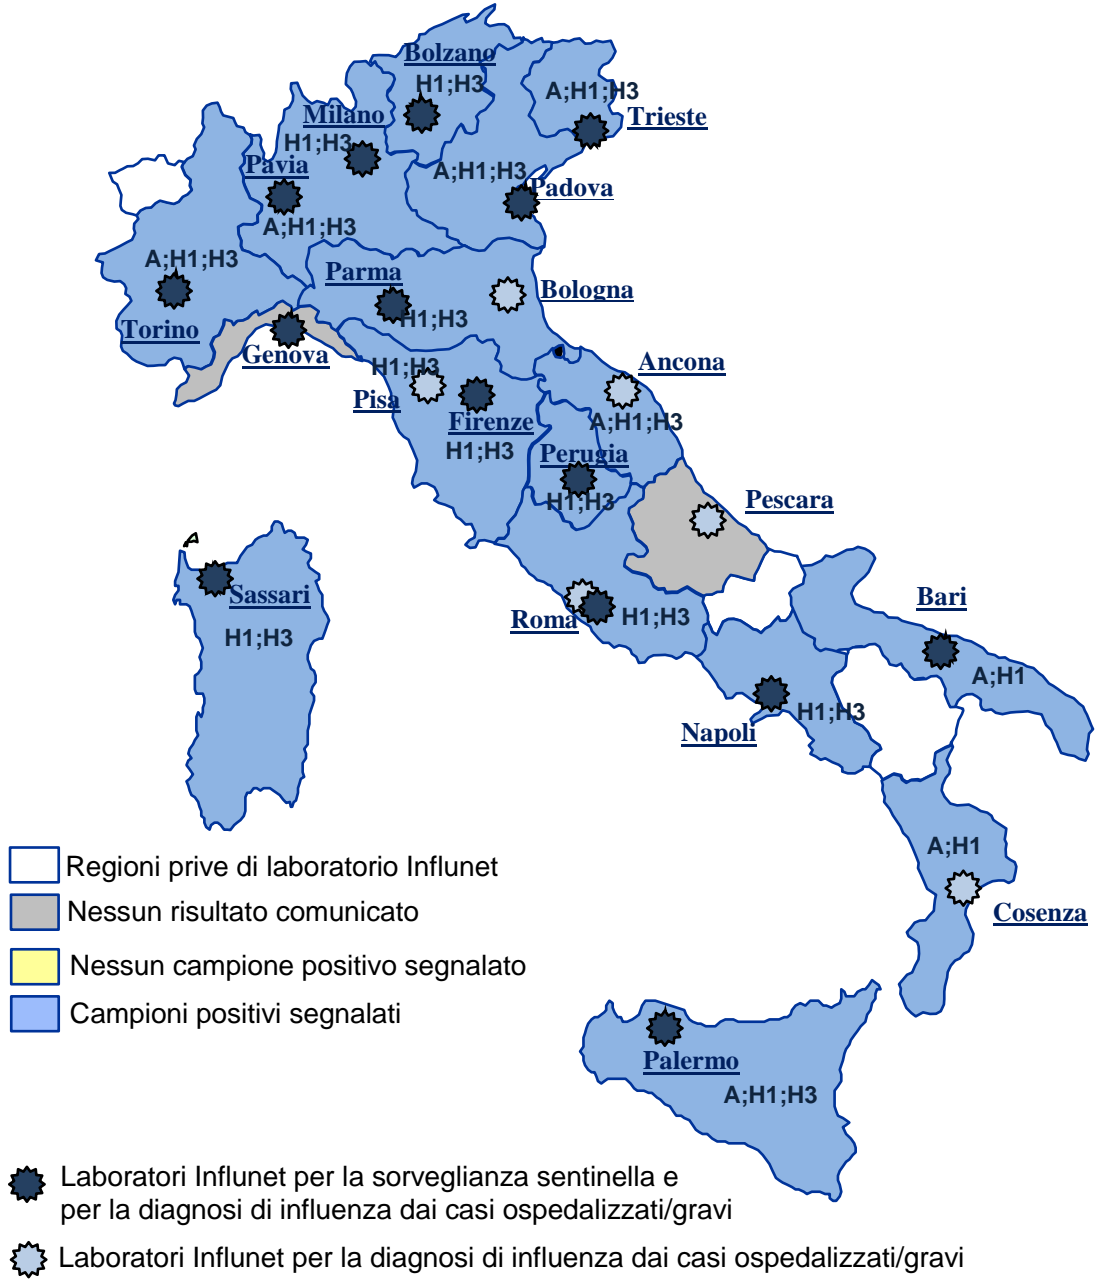 Bolzano
H1;H3
A;H1;H3
Trieste
Milano
H1;H3
Pavia
A;H1;H3
A;H1;H3
Padova
A;H1;H3
Torino
Parma
H1;H3
Bologna
Genova
H1;H3
Pisa
Firenze
H1;H3
Ancona
A;H1;H3
Perugia
H1;H3
Pescara
Sassari
H1;H3
Roma
H1;H3
Bari
A;H1
Napoli
H1;H3
A;H1
Cosenza
Regioni prive di laboratorio Influnet
Nessun risultato comunicato
Nessun campione positivo segnalato
Campioni positivi segnalati
Palermo
A;H1;H3
Laboratori Influnet per la sorveglianza sentinella e
per la diagnosi di influenza dai casi ospedalizzati/gravi
Laboratori Influnet per la diagnosi di influenza dai casi ospedalizzati/gravi